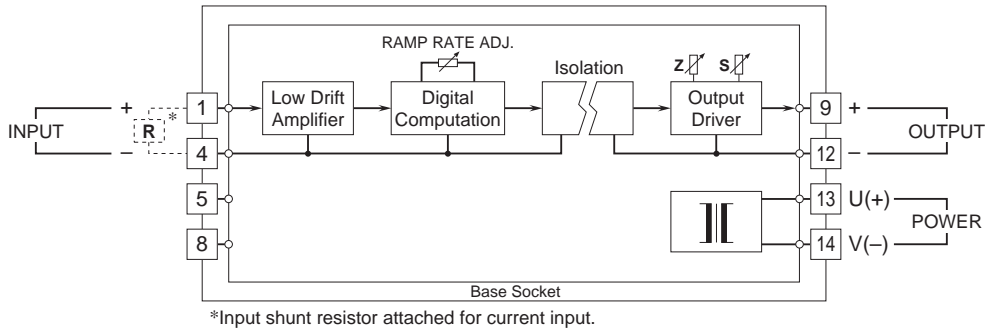 RAMP RATE ADJ.
Isolation
Z S
INPUT
+
–
R
*
1
4
5
8
Low Drift
Amplifier
Digital
Computation
Output
Driver
9 +
12 –
OUTPUT
13 U(+)
14 V(–)
POWER
Base Socket
*Input shunt resistor attached for current input.